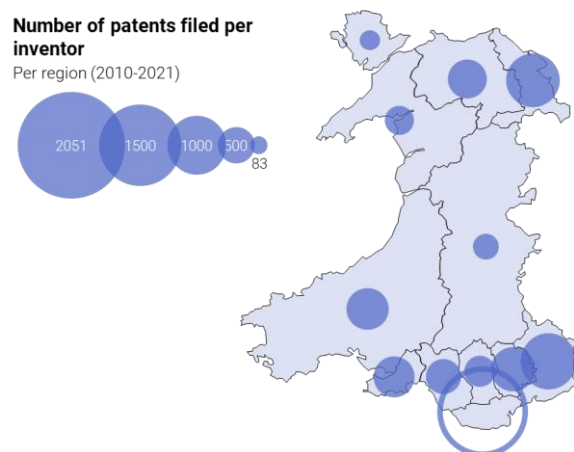 Number of patents filed per
inventor
Per region (2010-2021)
2051
1500
1000
500
83